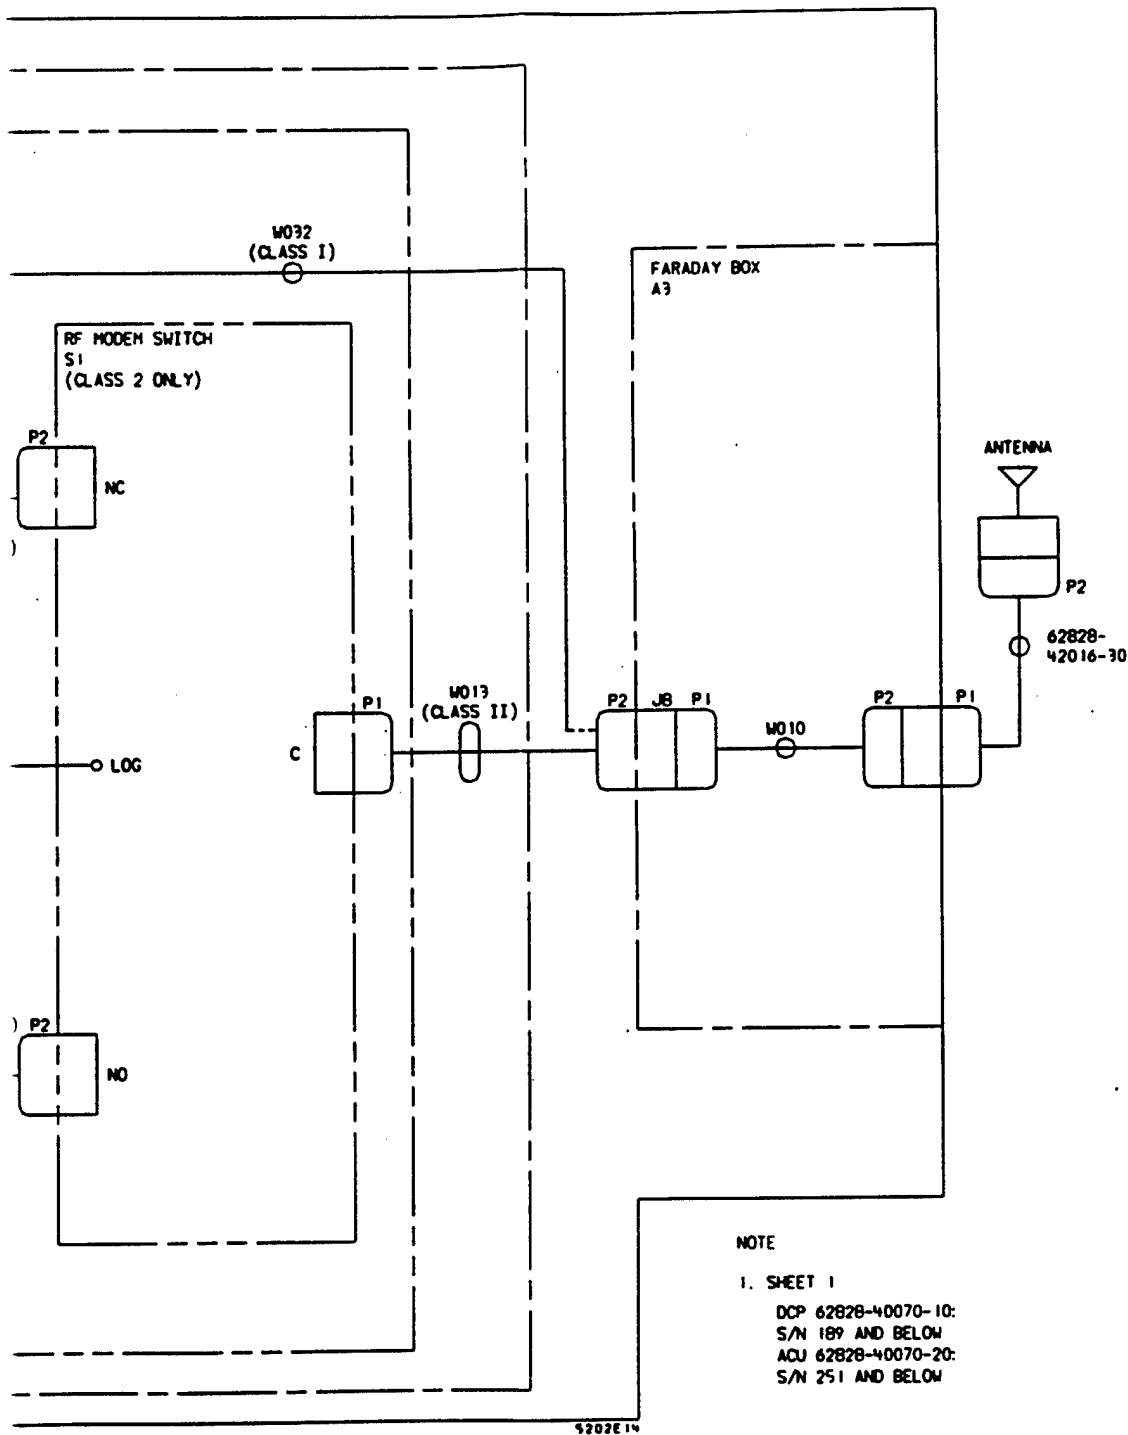 W032
(CLASS I)
FARADAY BOX
A3
RF MODEM SWITCH
S1
(CLASS 2 ONLY)
P2
NC
ANTENNA
P2
62828-
42016-30
)
W013
(CLASS II)
P1
C
P2 J8 P1
W010
P2 P1
LOG
) P2
NO
NOTE
1. SHEET 1
DCP 62828-40070-10:
S/N 189 AND BELOW
ACU 62828-40070-20:
S/N 251 AND BELOW
5202E14